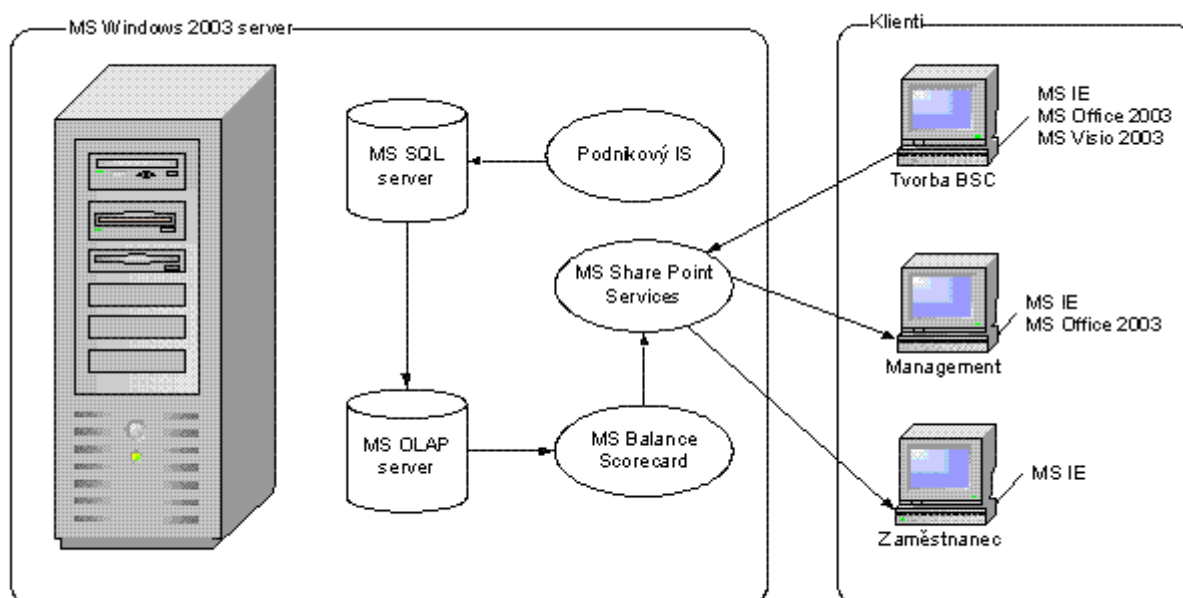 MS Windows 2003 server
Klienti
MS SQL
server
Podnikový IS
MS IE
MS Office 2003
MS Visio 2003
Tvorba BSC
MS Share Point
Services
MS IE
MS Office 2003
Management
MS OLAP
server
MS Balance
Scorecard
MS IE
Zaměstnanec